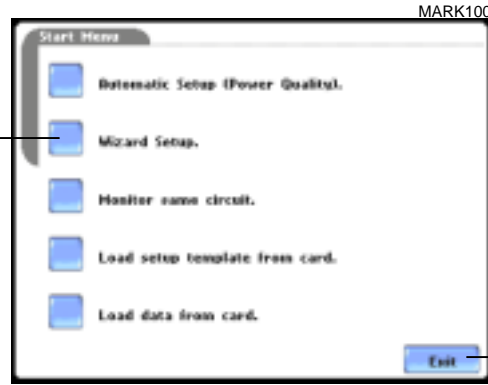 MARK100
Start Menu
Automatic Setup (Power Quality).
Wizard Setup.
Monitor same circuit.
Load setup template from card.
Load data from card.
Exit